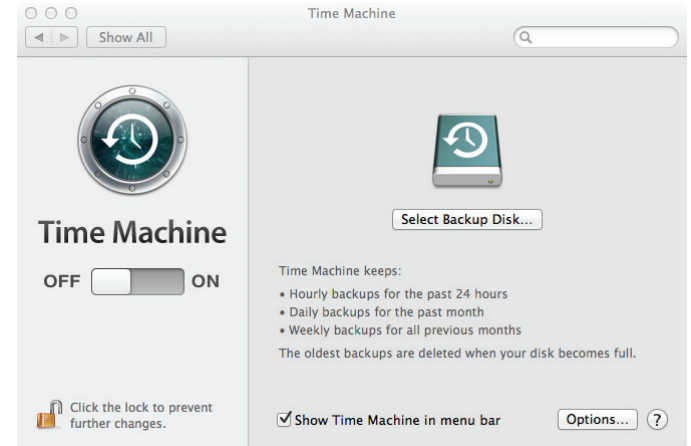 Time Machine
Show All
Time Machine
OFF ON
Click the lock to prevent
further changes.
Select Backup Disk...
Time Machine keeps:
• Hourly backups for the past 24 hours
• Daily backups for the past month
• Weekly backups for all previous months
The oldest backups are deleted when your disk becomes full.
Show Time Machine in menu bar
Options... ?